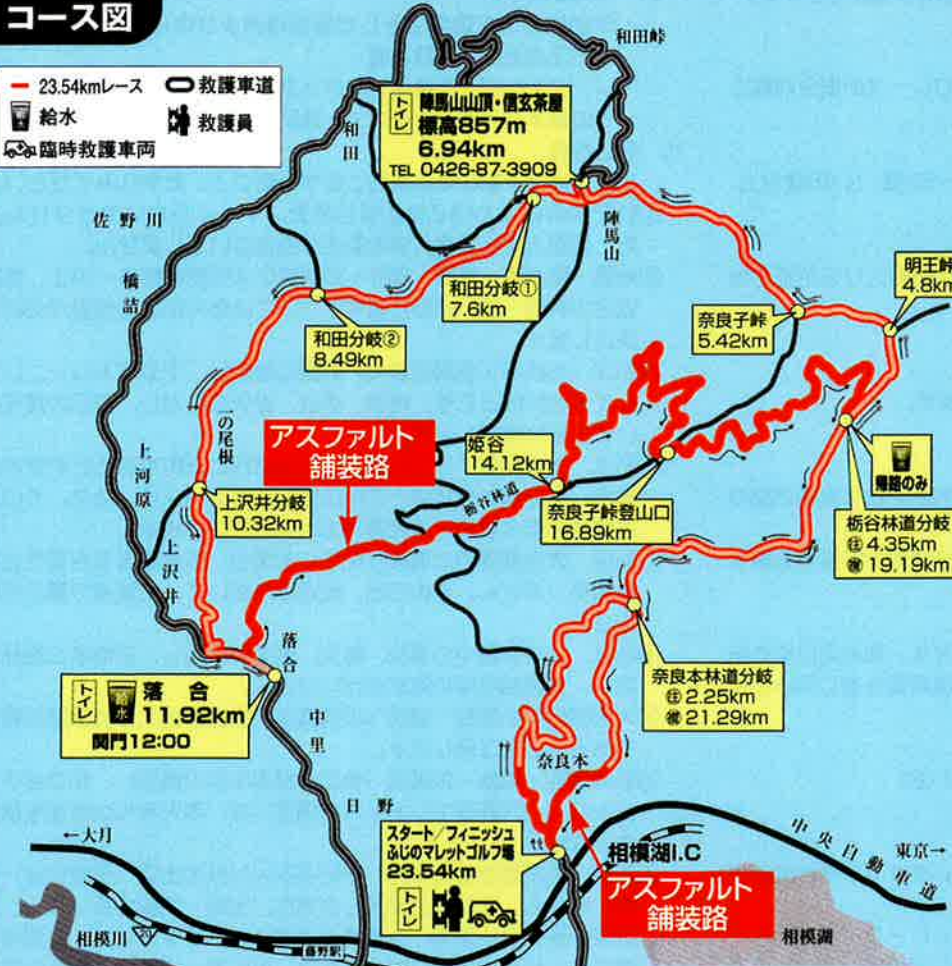 コース図
23.54kmレース
救護車道
給水
救護員
臨時救護車両
和田峠
トイレ
陣馬山山頂・信玄茶屋
標高857m
6.94km
TEL 0426-87-3909
和田
佐野川
陣馬山
橋詰
和田分岐①
7.6km
明王峠
4.8km
奈良子峠
5.42km
和田分岐②
8.49km
一の尾根
アスファルト
舗装路
姫谷
14.12km
帰路のみ
上河原
上沢井分岐
10.32km
栃谷林道
奈良子峠登山口
16.89km
栃谷林道分岐
4.35km
19.19km
上沢井
落合
トイレ
給水
落合
11.92km
関門12:00
奈良本林道分岐
2.25km
21.29km
中里
奈良本
日野
←大月
スタート/フィニッシュ
ふじのマレットゴルフ場
23.54km
トイレ
相模湖I.C
中央自動車道
東京→
アスファルト
舗装路
相模川
20
藤野駅
相模湖